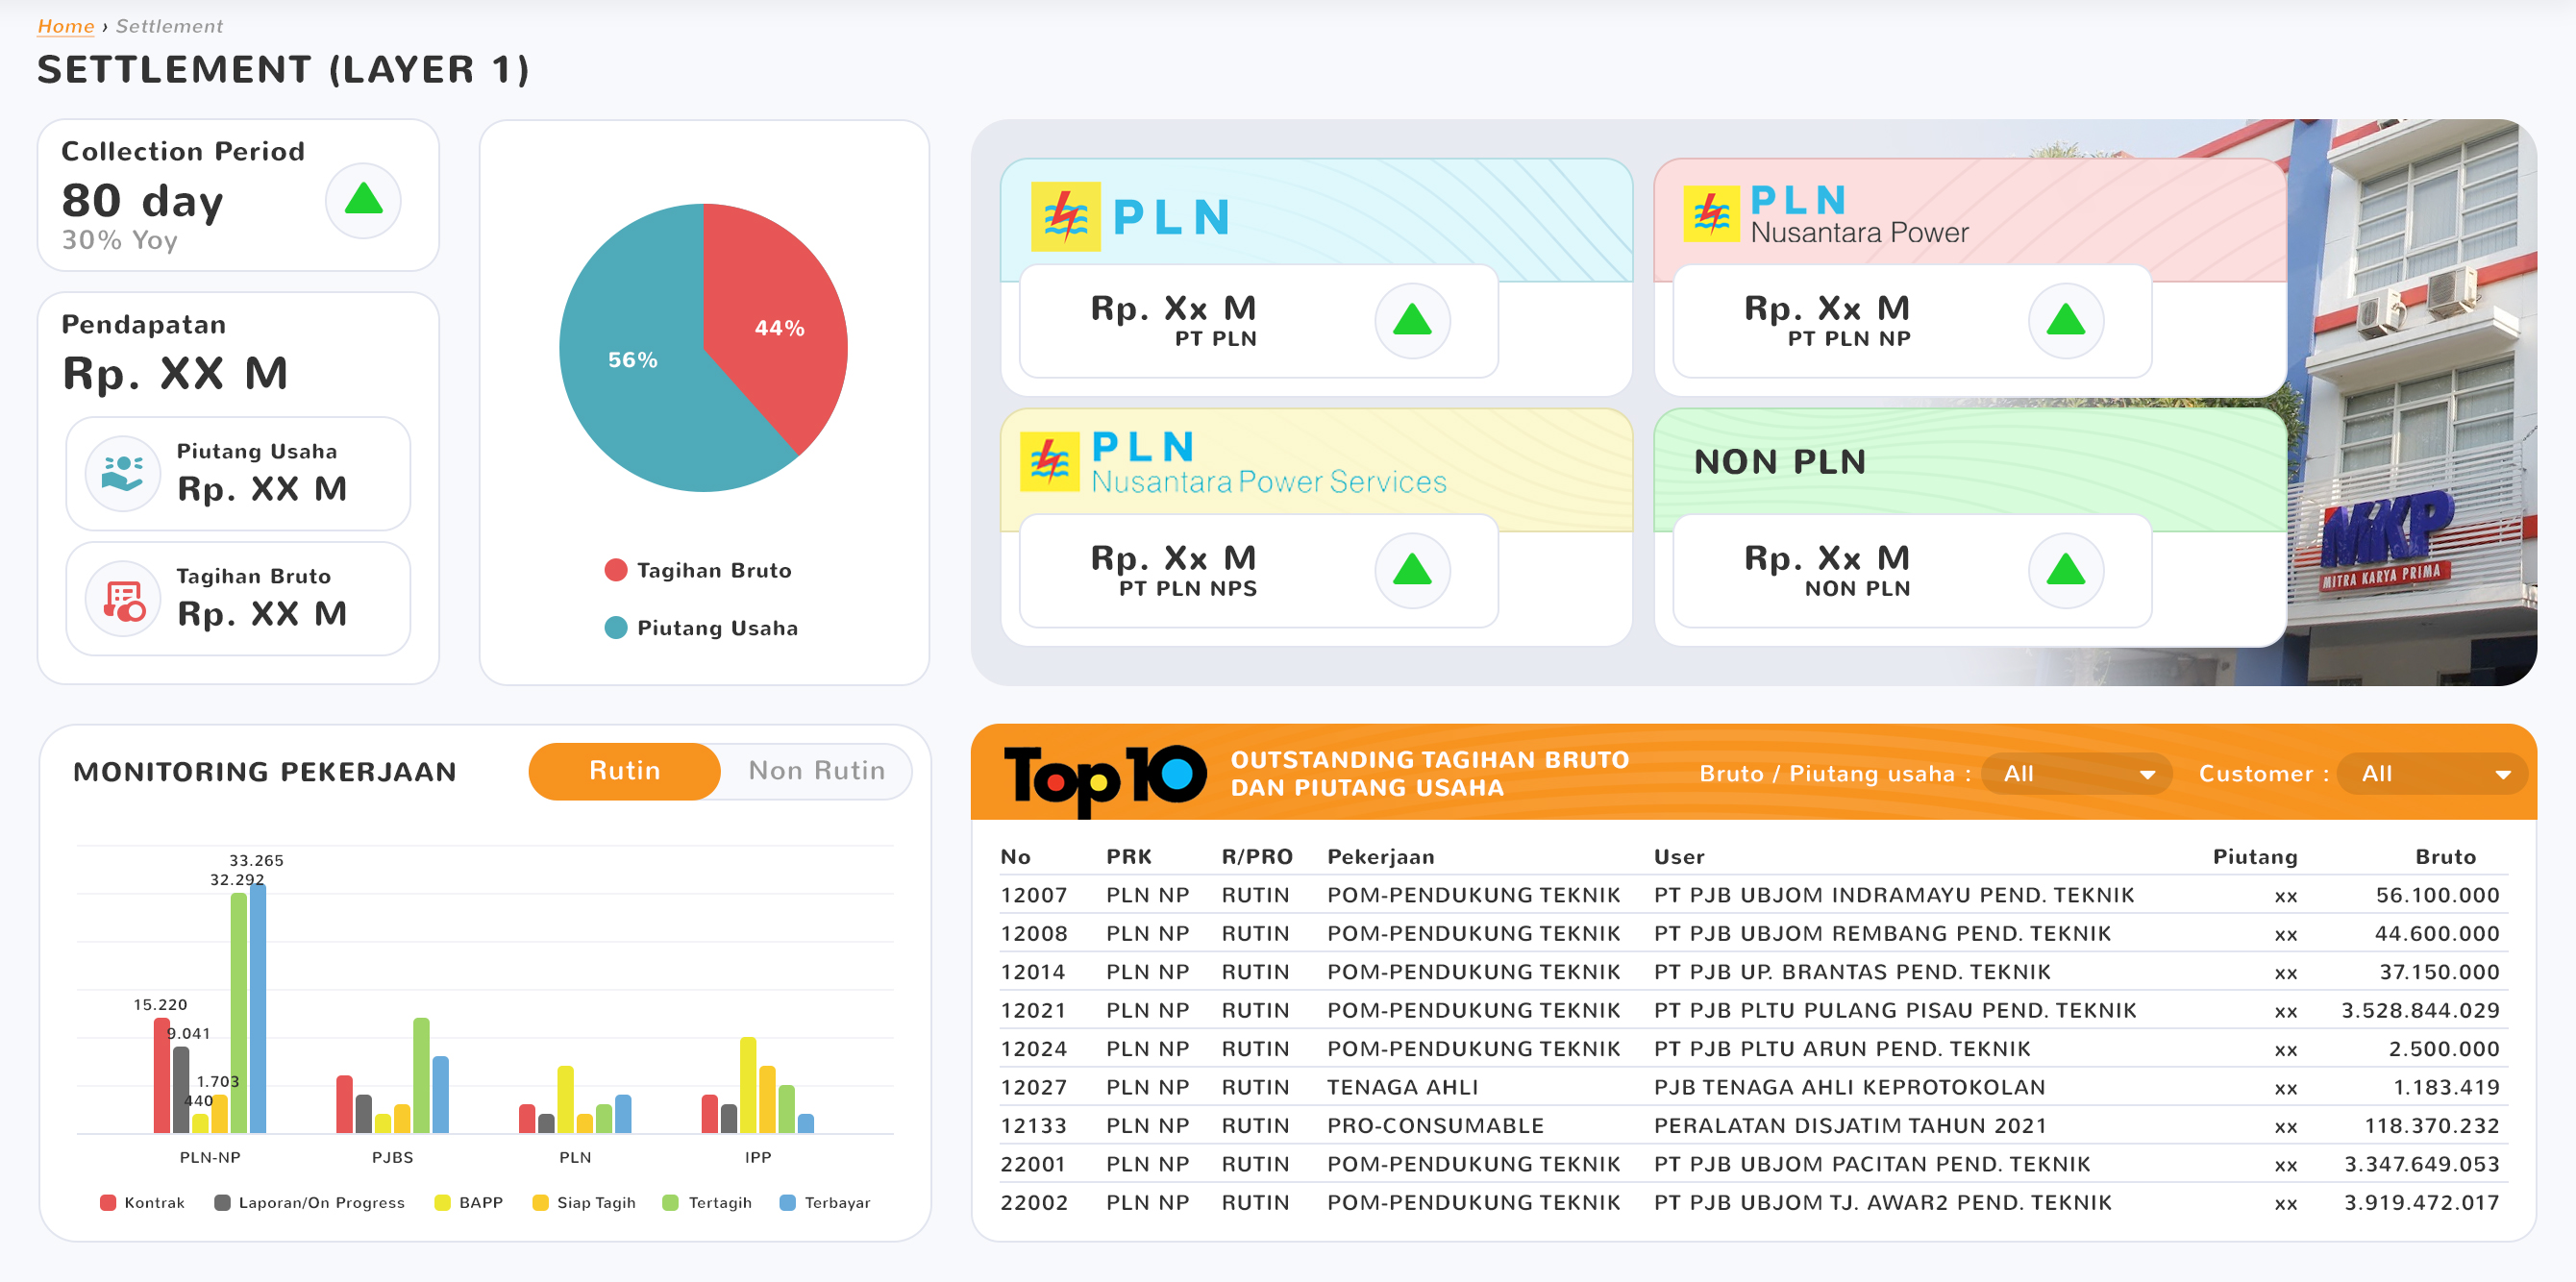 Home › Settlement
SETTLEMENT (LAYER 1)
Collection Period
80 day
30% Yoy
Pendapatan
Rp. XX M
Piutang Usaha
Rp. XX M
Tagihan Bruto
Rp. XX M
44%
56%
Tagihan Bruto
Piutang Usaha
PLN
Rp. Xx M
PT PLN
PLN
Nusantara Power
Rp. Xx M
PT PLN NP
PLN
Nusantara Power Services
Rp. Xx M
PT PLN NPS
NON PLN
Rp. Xx M
NON PLN
MKP
MITRA KARYA PRIMA
MONITORING PEKERJAAN
Rutin
Non Rutin
33.265
32.292
15.220
9.041
1.703
440
PLN-NP PJBS PLN IPP
Kontrak Laporan/On Progress BAPP Siap Tagih Tertagih Terbayar
Top10
OUTSTANDING TAGIHAN BRUTO
DAN PIUTANG USAHA
Bruto / Piutang usaha : All
Customer : All
No PRK R/PRO Pekerjaan User Piutang Bruto
12007 PLN NP RUTIN POM-PENDUKUNG TEKNIK PT PJB UBJOM INDRAMAYU PEND. TEKNIK xx 56.100.000
12008 PLN NP RUTIN POM-PENDUKUNG TEKNIK PT PJB UBJOM REMBANG PEND. TEKNIK xx 44.600.000
12014 PLN NP RUTIN POM-PENDUKUNG TEKNIK PT PJB UP. BRANTAS PEND. TEKNIK xx 37.150.000
12021 PLN NP RUTIN POM-PENDUKUNG TEKNIK PT PJB PLTU PULANG PISAU PEND. TEKNIK xx 3.528.844.029
12024 PLN NP RUTIN POM-PENDUKUNG TEKNIK PT PJB PLTU ARUN PEND. TEKNIK xx 2.500.000
12027 PLN NP RUTIN TENAGA AHLI PJB TENAGA AHLI KEPROTOKOLAN xx 1.183.419
12133 PLN NP RUTIN PRO-CONSUMABLE PERALATAN DISJATIM TAHUN 2021 xx 118.370.232
22001 PLN NP RUTIN POM-PENDUKUNG TEKNIK PT PJB UBJOM PACITAN PEND. TEKNIK xx 3.347.649.053
22002 PLN NP RUTIN POM-PENDUKUNG TEKNIK PT PJB UBJOM TJ. AWAR2 PEND. TEKNIK xx 3.919.472.017